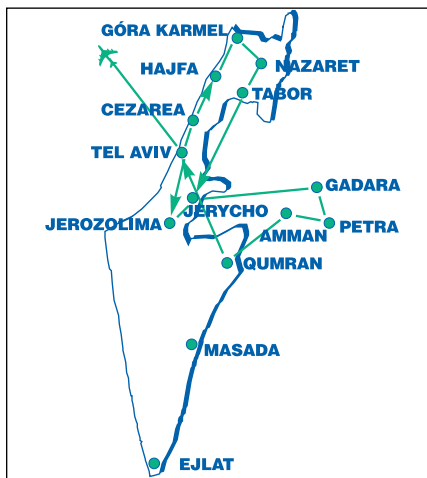 GÓRA KARMEL
NAZARET
HAJFA
TABOR
CEZAREA
TEL AVIV
GADARA
JERYCHO
JEROZOLIMA
AMMAN
PETRA
QUMRAN
MASADA
EJLAT